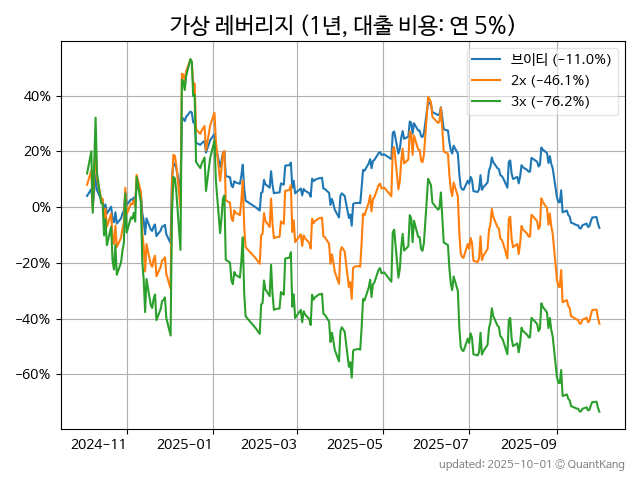 가상 레버리지 (1년, 대출 비용: 연 5%)
브이티 (−11.0%)
2x (−46.1%)
3x (−76.2%)
40%
20%
0%
−20%
−40%
−60%
2024-11
2025-01
2025-03
2025-05
2025-07
2025-09
updated: 2025-10-01 © QuantKang